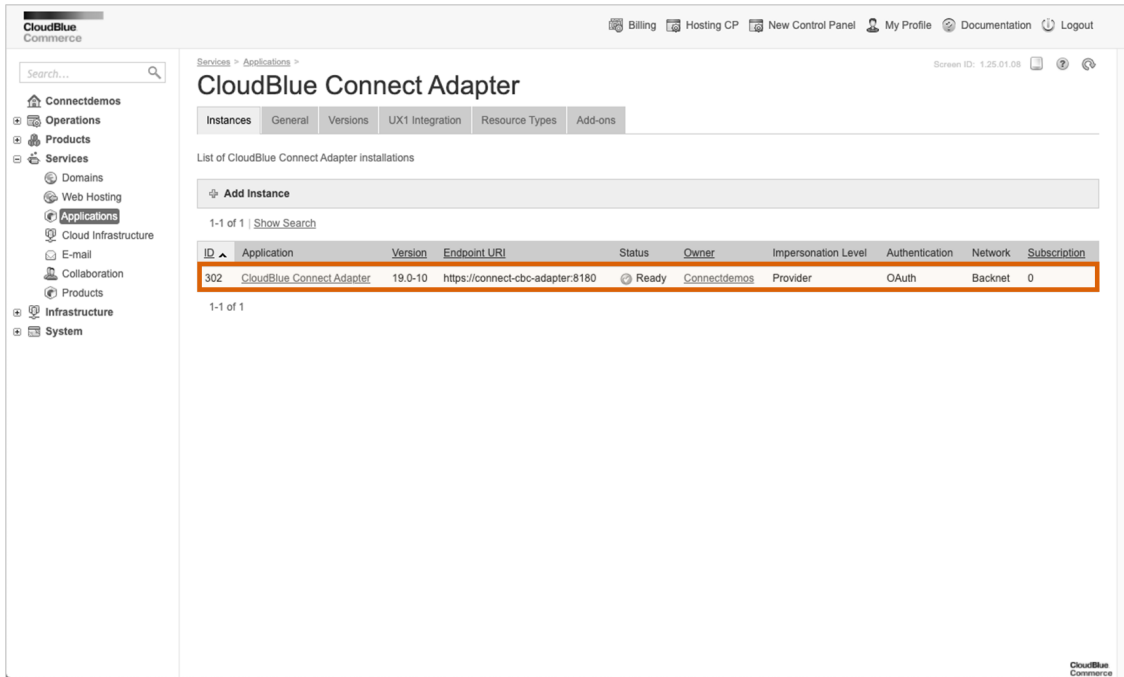 CloudBlue
Commerce
Billing Hosting CP New Control Panel My Profile Documentation Logout
Search...
Connectdemos
Operations
Products
Services
Domains
Web Hosting
Applications
Cloud Infrastructure
E-mail
Collaboration
Products
Infrastructure
System
Services > Applications >
Screen ID: 1.25.01.08
CloudBlue Connect Adapter
Instances General Versions UX1 Integration Resource Types Add-ons
List of CloudBlue Connect Adapter installations
Add Instance
1-1 of 1 | Show Search
ID Application Version Endpoint URI Status Owner Impersonation Level Authentication Network Subscription
302 CloudBlue Connect Adapter 19.0-10 https://connect-cbc-adapter:8180 Ready Connectdemos Provider OAuth Backnet 0
1-1 of 1
CloudBlue
Commerce